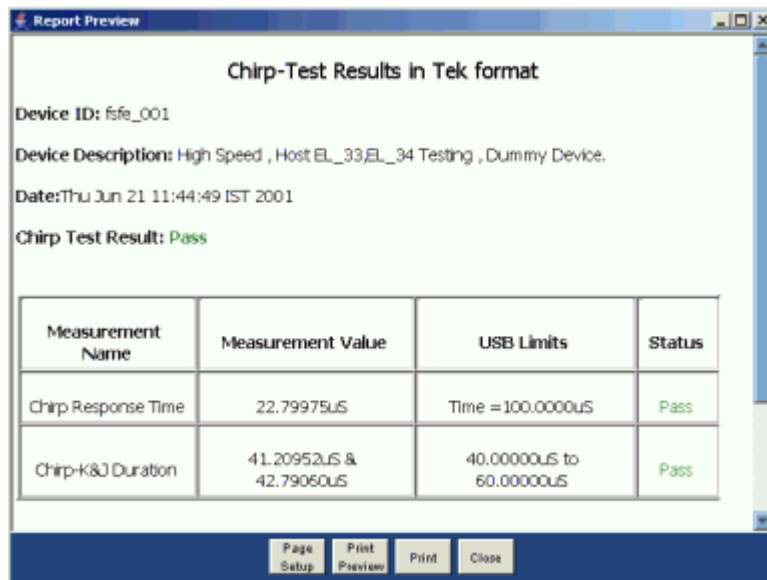 Report Preview
Chirp-Test Results in Tek format
Device ID: fsfe_001
Device Description: High Speed , Host EL_33,EL_34 Testing , Dummy Device.
Date:Thu Jun 21 11:44:49 IST 2001
Chirp Test Result: Pass
Measurement Name
Measurement Value
USB Limits
Status
Chirp Response Time
22.79975uS
Time =100.0000uS
Pass
Chirp-K&J Duration
41.20952uS &
42.79060uS
40.00000uS to
60.00000uS
Pass
Page Setup
Print Preview
Print
Close